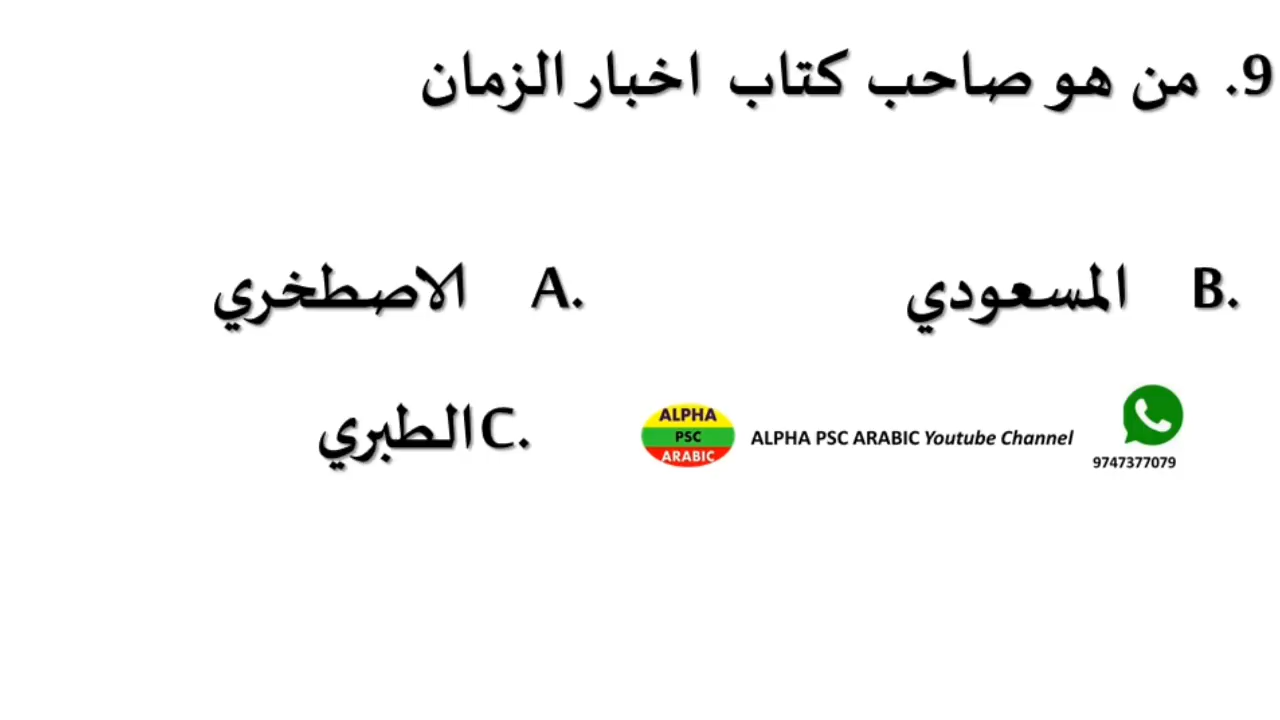 9. من هو صاحب كتاب اخبار الزمان
B. المسعودي
A. الاصطخري
C. الطبري
ALPHA
PSC
ARABIC
ALPHA PSC ARABIC Youtube Channel
9747377079